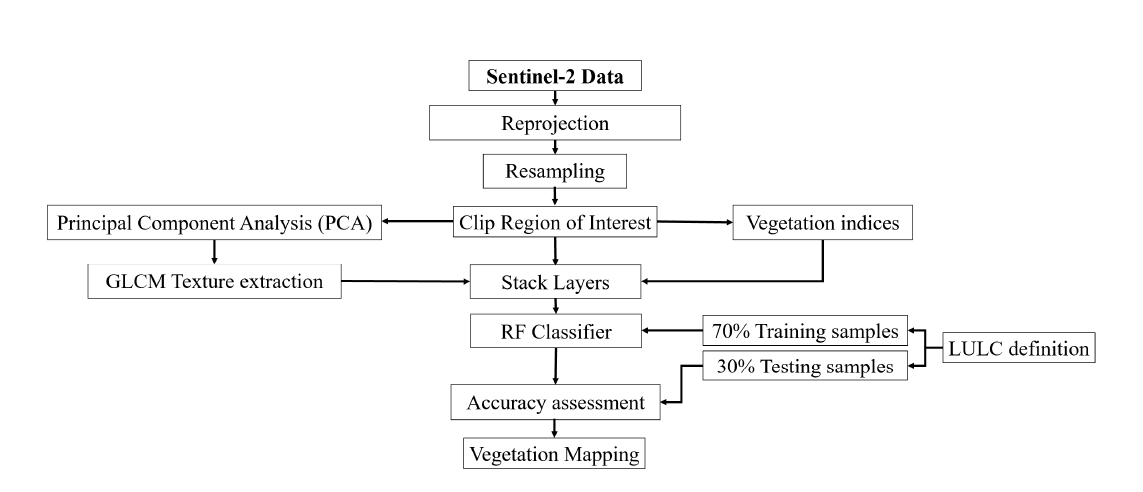 Sentinel-2 Data
Reprojection
Resampling
Principal Component Analysis (PCA)
Clip Region of Interest
Vegetation indices
GLCM Texture extraction
Stack Layers
RF Classifier
70% Training samples
LULC definition
30% Testing samples
Accuracy assessment
Vegetation Mapping